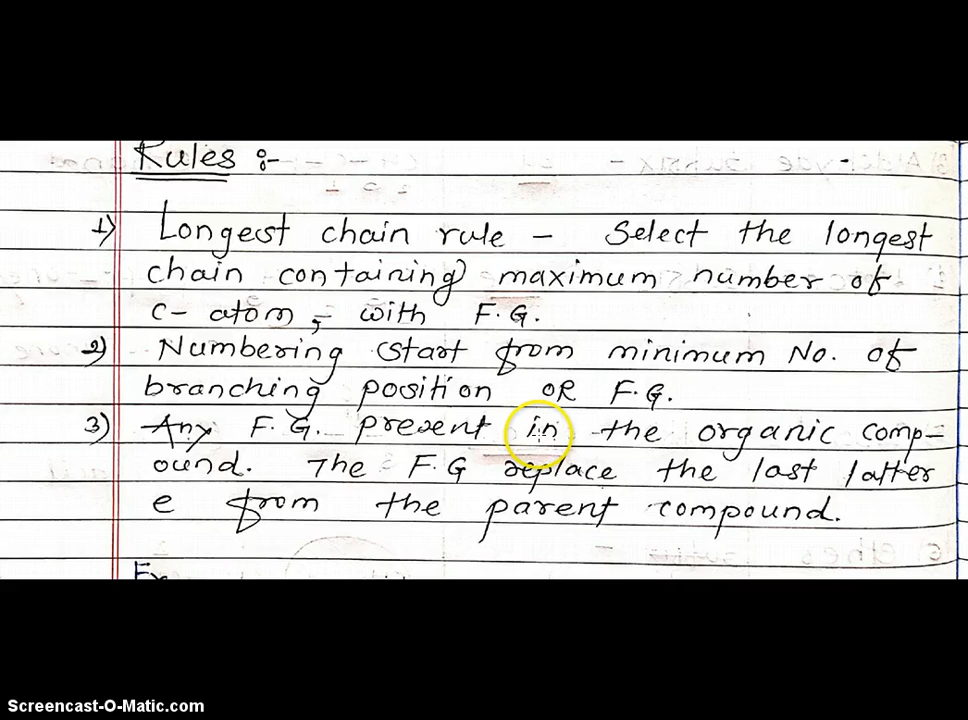 Rules :-
1) Longest chain rule - Select the longest
chain containing maximum number of
c- atom, with F.G.
2) Numbering start from minimum No. of
branching position OR F.G.
3) Any F.G. present in the organic comp-
ound. The F.G replace the last latter
e from the parent compound.
Screencast-O-Matic.com